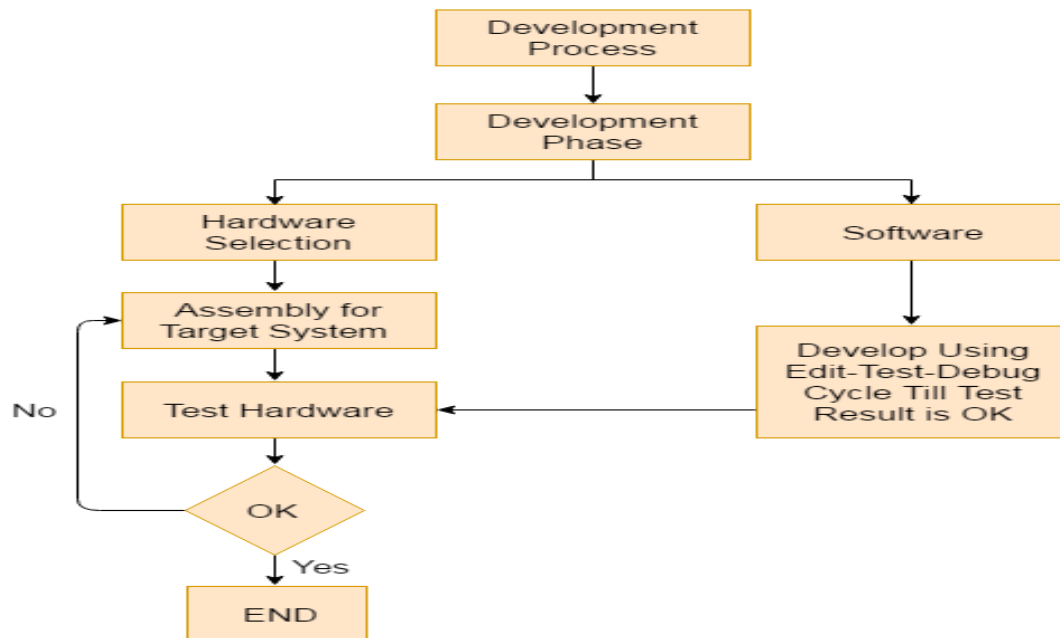 Development
Process
Development
Phase
Hardware
Selection
Software
Assembly for
Target System
Develop Using
Edit-Test-Debug
Cycle Till Test
Result is OK
No
Test Hardware
OK
Yes
END